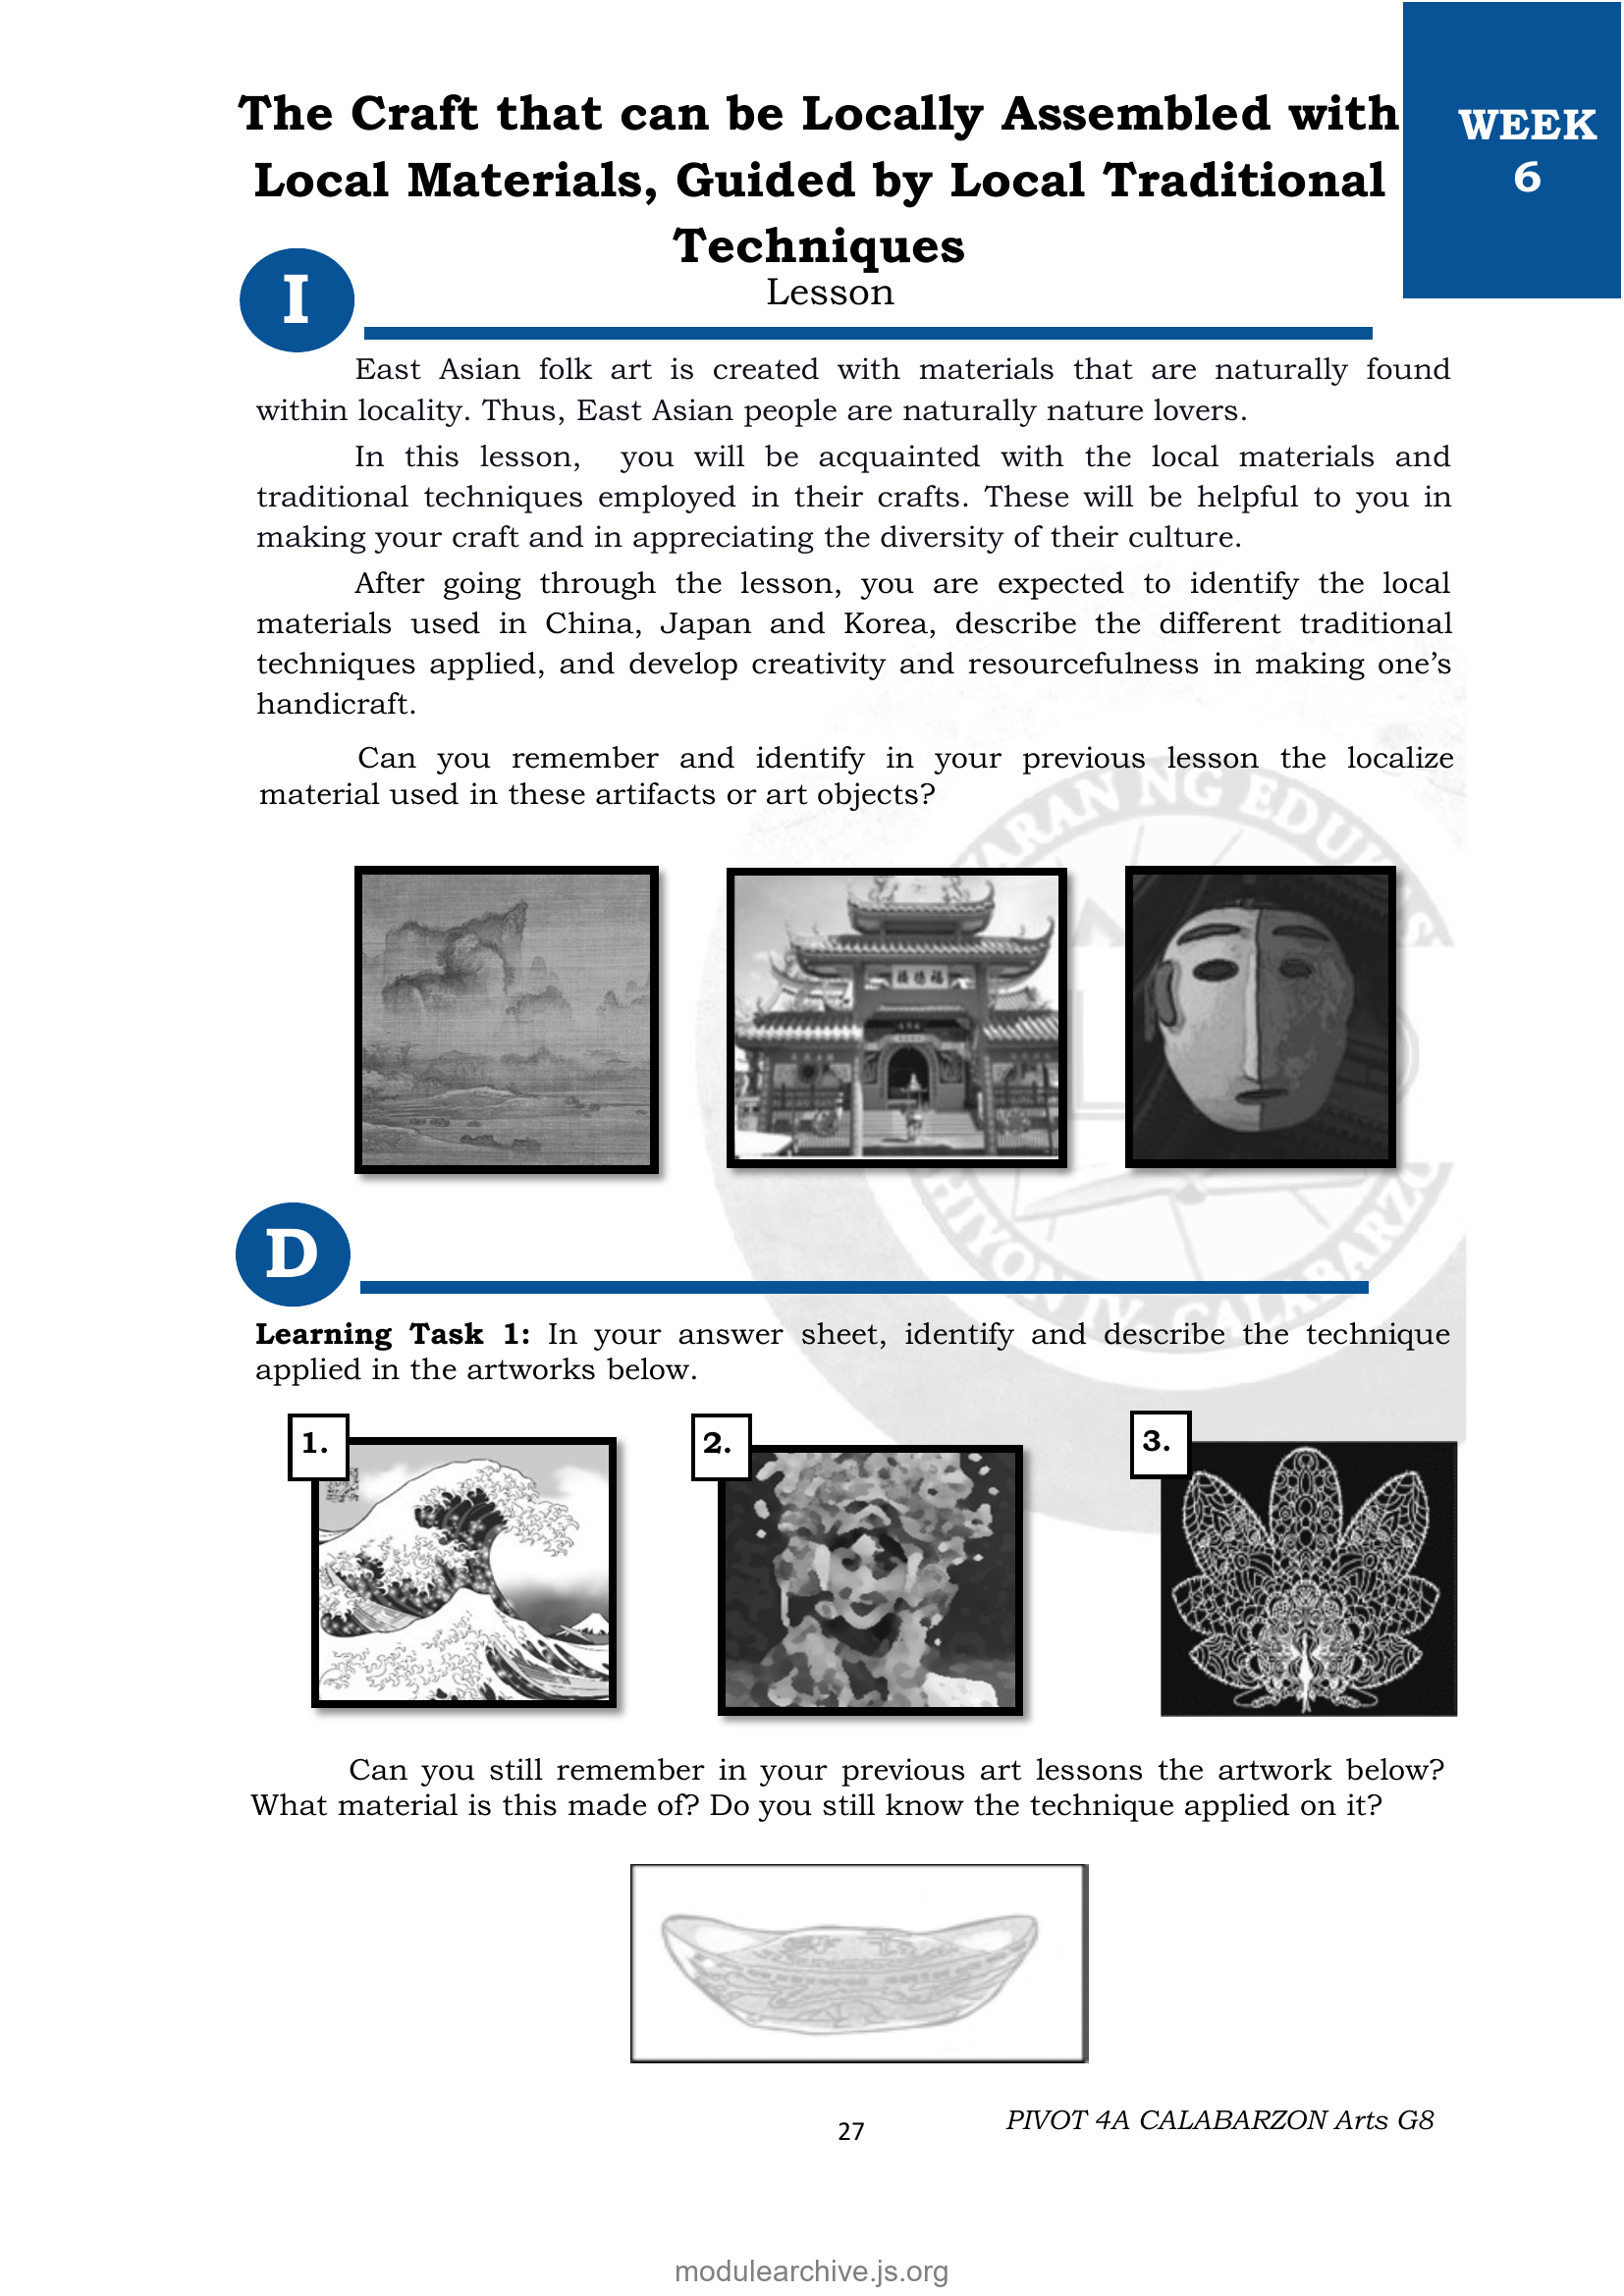 The Craft that can be Locally Assembled with
Local Materials, Guided by Local Traditional
Techniques
WEEK
6
I
Lesson
East Asian folk art is created with materials that are naturally found
within locality. Thus, East Asian people are naturally nature lovers.
In this lesson, you will be acquainted with the local materials and
traditional techniques employed in their crafts. These will be helpful to you in
making your craft and in appreciating the diversity of their culture.
After going through the lesson, you are expected to identify the local
materials used in China, Japan and Korea, describe the different traditional
techniques applied, and develop creativity and resourcefulness in making one's
handicraft.
Can you remember and identify in your previous lesson the localize
material used in these artifacts or art objects?
ARAN NG EDUKAS
福德樓
HIYON IV- CALABARZO
D
Learning Task 1: In your answer sheet, identify and describe the technique
applied in the artworks below.
1.
2.
3.
Can you still remember in your previous art lessons the artwork below?
What material is this made of? Do you still know the technique applied on it?
27
PIVOT 4A CALABARZON Arts G8
modulearchive.js.org